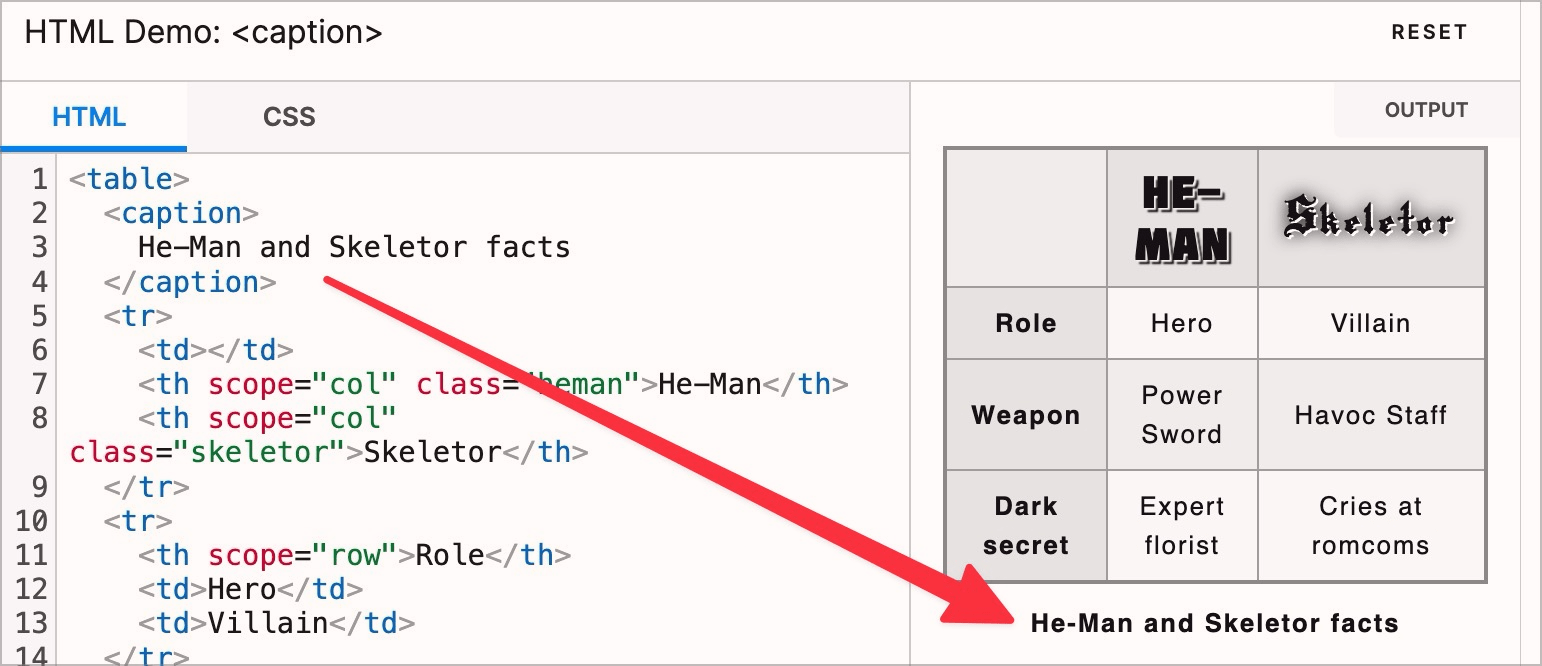 HTML Demo: <caption>
RESET
HTML
CSS
1 <table>
2   <caption>
3     He-Man and Skeletor facts
4   </caption>
5   <tr>
6     <td></td>
7     <th scope="col" class="heman">He-Man</th>
8     <th scope="col"
class="skeletor">Skeletor</th>
9   </tr>
10   <tr>
11     <th scope="row">Role</th>
12     <td>Hero</td>
13     <td>Villain</td>
14   </tr>
OUTPUT
HE-
MAN
Skeletor
Role Hero Villain
Weapon Power
Sword Havoc Staff
Dark
secret Expert
florist Cries at
romcoms
He-Man and Skeletor facts